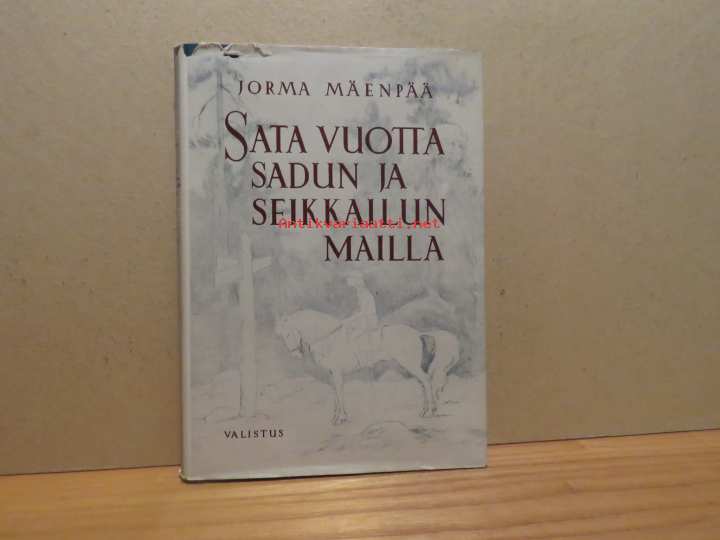 JORMA MÄENPÄÄ
SATA VUOTTA
SADUN JA
SEIKKAILUN
Antikvariaatti.net
MAILLA
VALISTUS